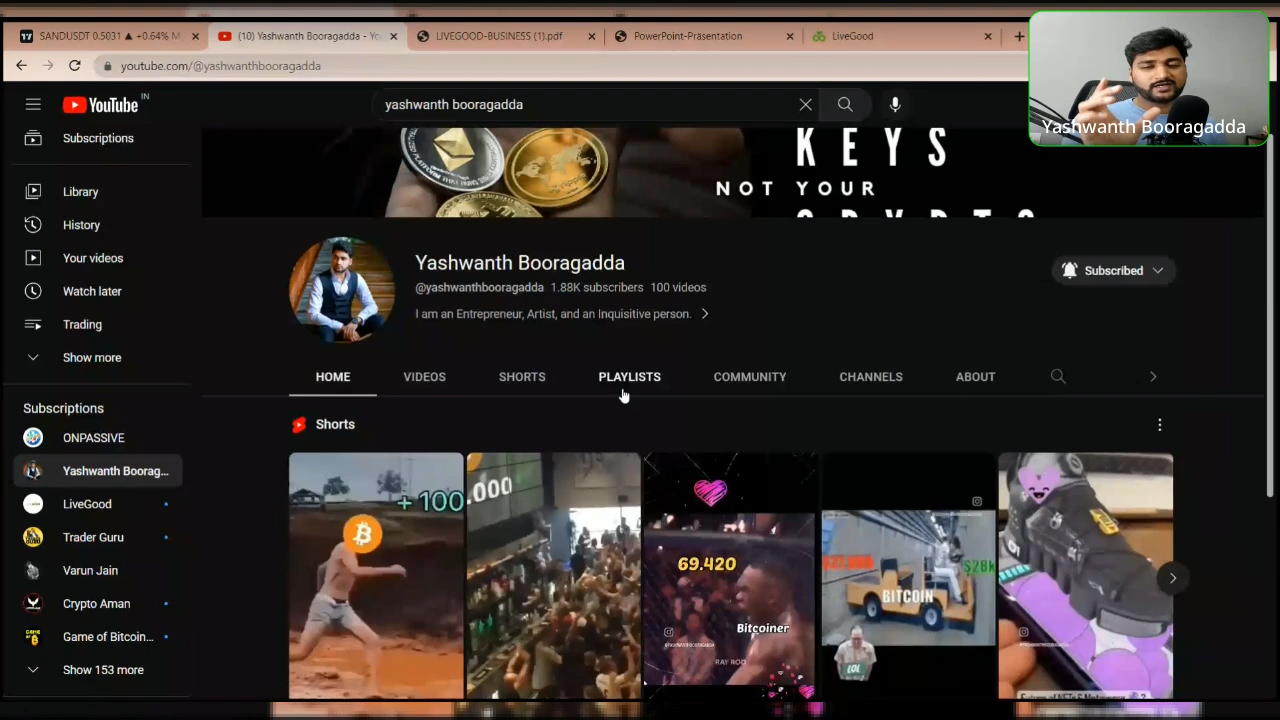 SANDUSDT 0.5031 ▲ +0.64% M
(10) Yashwanth Booragadda - Yo
LIVEGOOD-BUSINESS (1).pdf
PowerPoint-Präsentation
LiveGood
youtube.com/@yashwanthbooragadda
Yashwanth Booragadda
YouTube IN
yashwanth booragadda
Subscriptions
Library
History
Your videos
Watch later
Trading
Show more
Subscriptions
ONPASSIVE
Yashwanth Boorag...
LiveGood
Trader Guru
Varun Jain
Crypto Aman
Game of Bitcoin...
Show 153 more
KEYS
NOT YOUR
CRYPTO
Yashwanth Booragadda
@yashwanthbooragadda 1.88K subscribers 100 videos
I am an Entrepreneur, Artist, and an Inquisitive person.
Subscribed
HOME VIDEOS SHORTS PLAYLISTS COMMUNITY CHANNELS ABOUT
Shorts
+ 100
.000
69.420
Bitcoiner
RAY ROD
$28k
BITCOIN
LOL